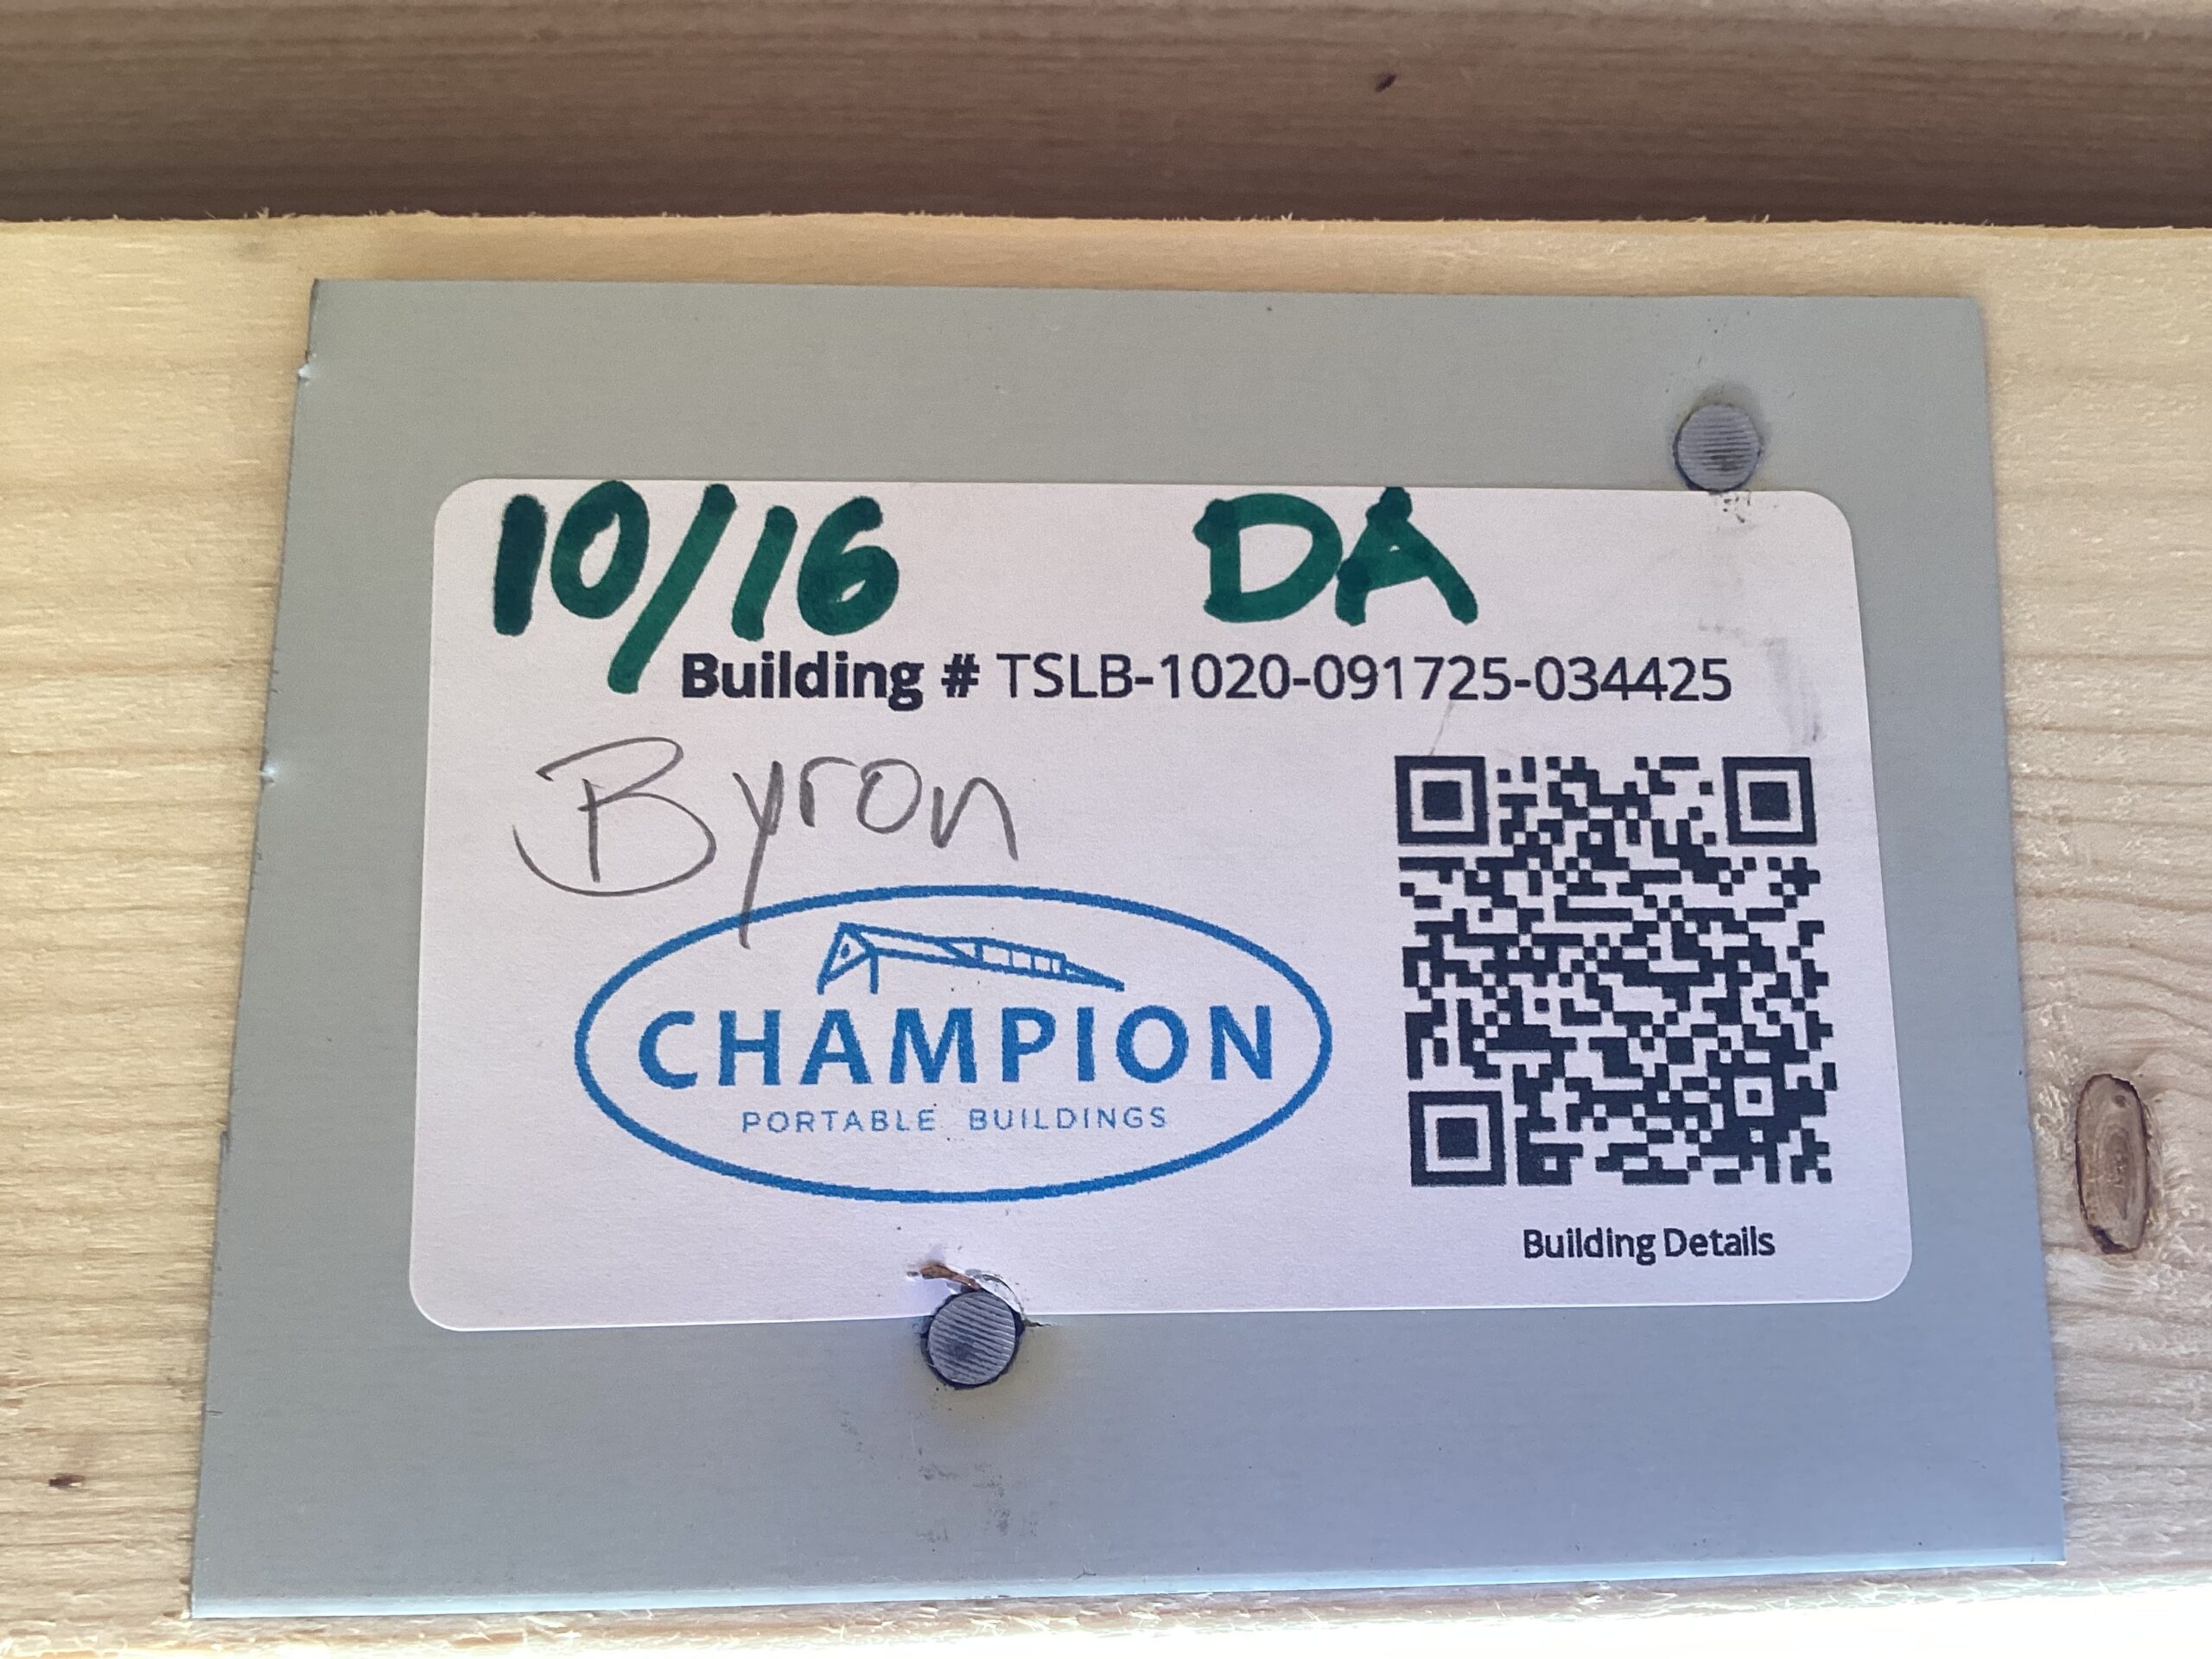 10/16 DA
Building # TSLB-1020-091725-034425
Byron
CHAMPION
PORTABLE BUILDINGS
Building Details